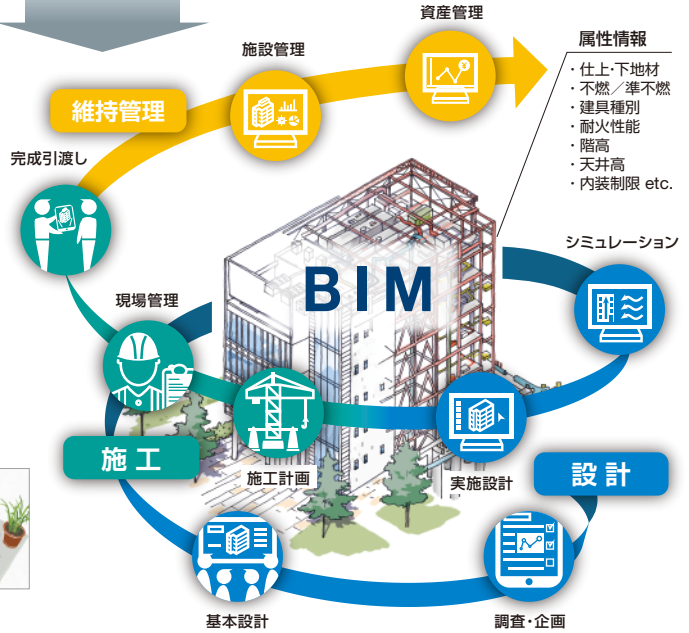 資産管理
施設管理
属性情報
・仕上・下地材
・不燃／準不燃
・建具種別
・耐火性能
・階高
・天井高
・内装制限 etc.
維持管理
完成引渡し
シミュレーション
BIM
現場管理
施工
施工計画
実施設計
設計
基本設計
調査・企画